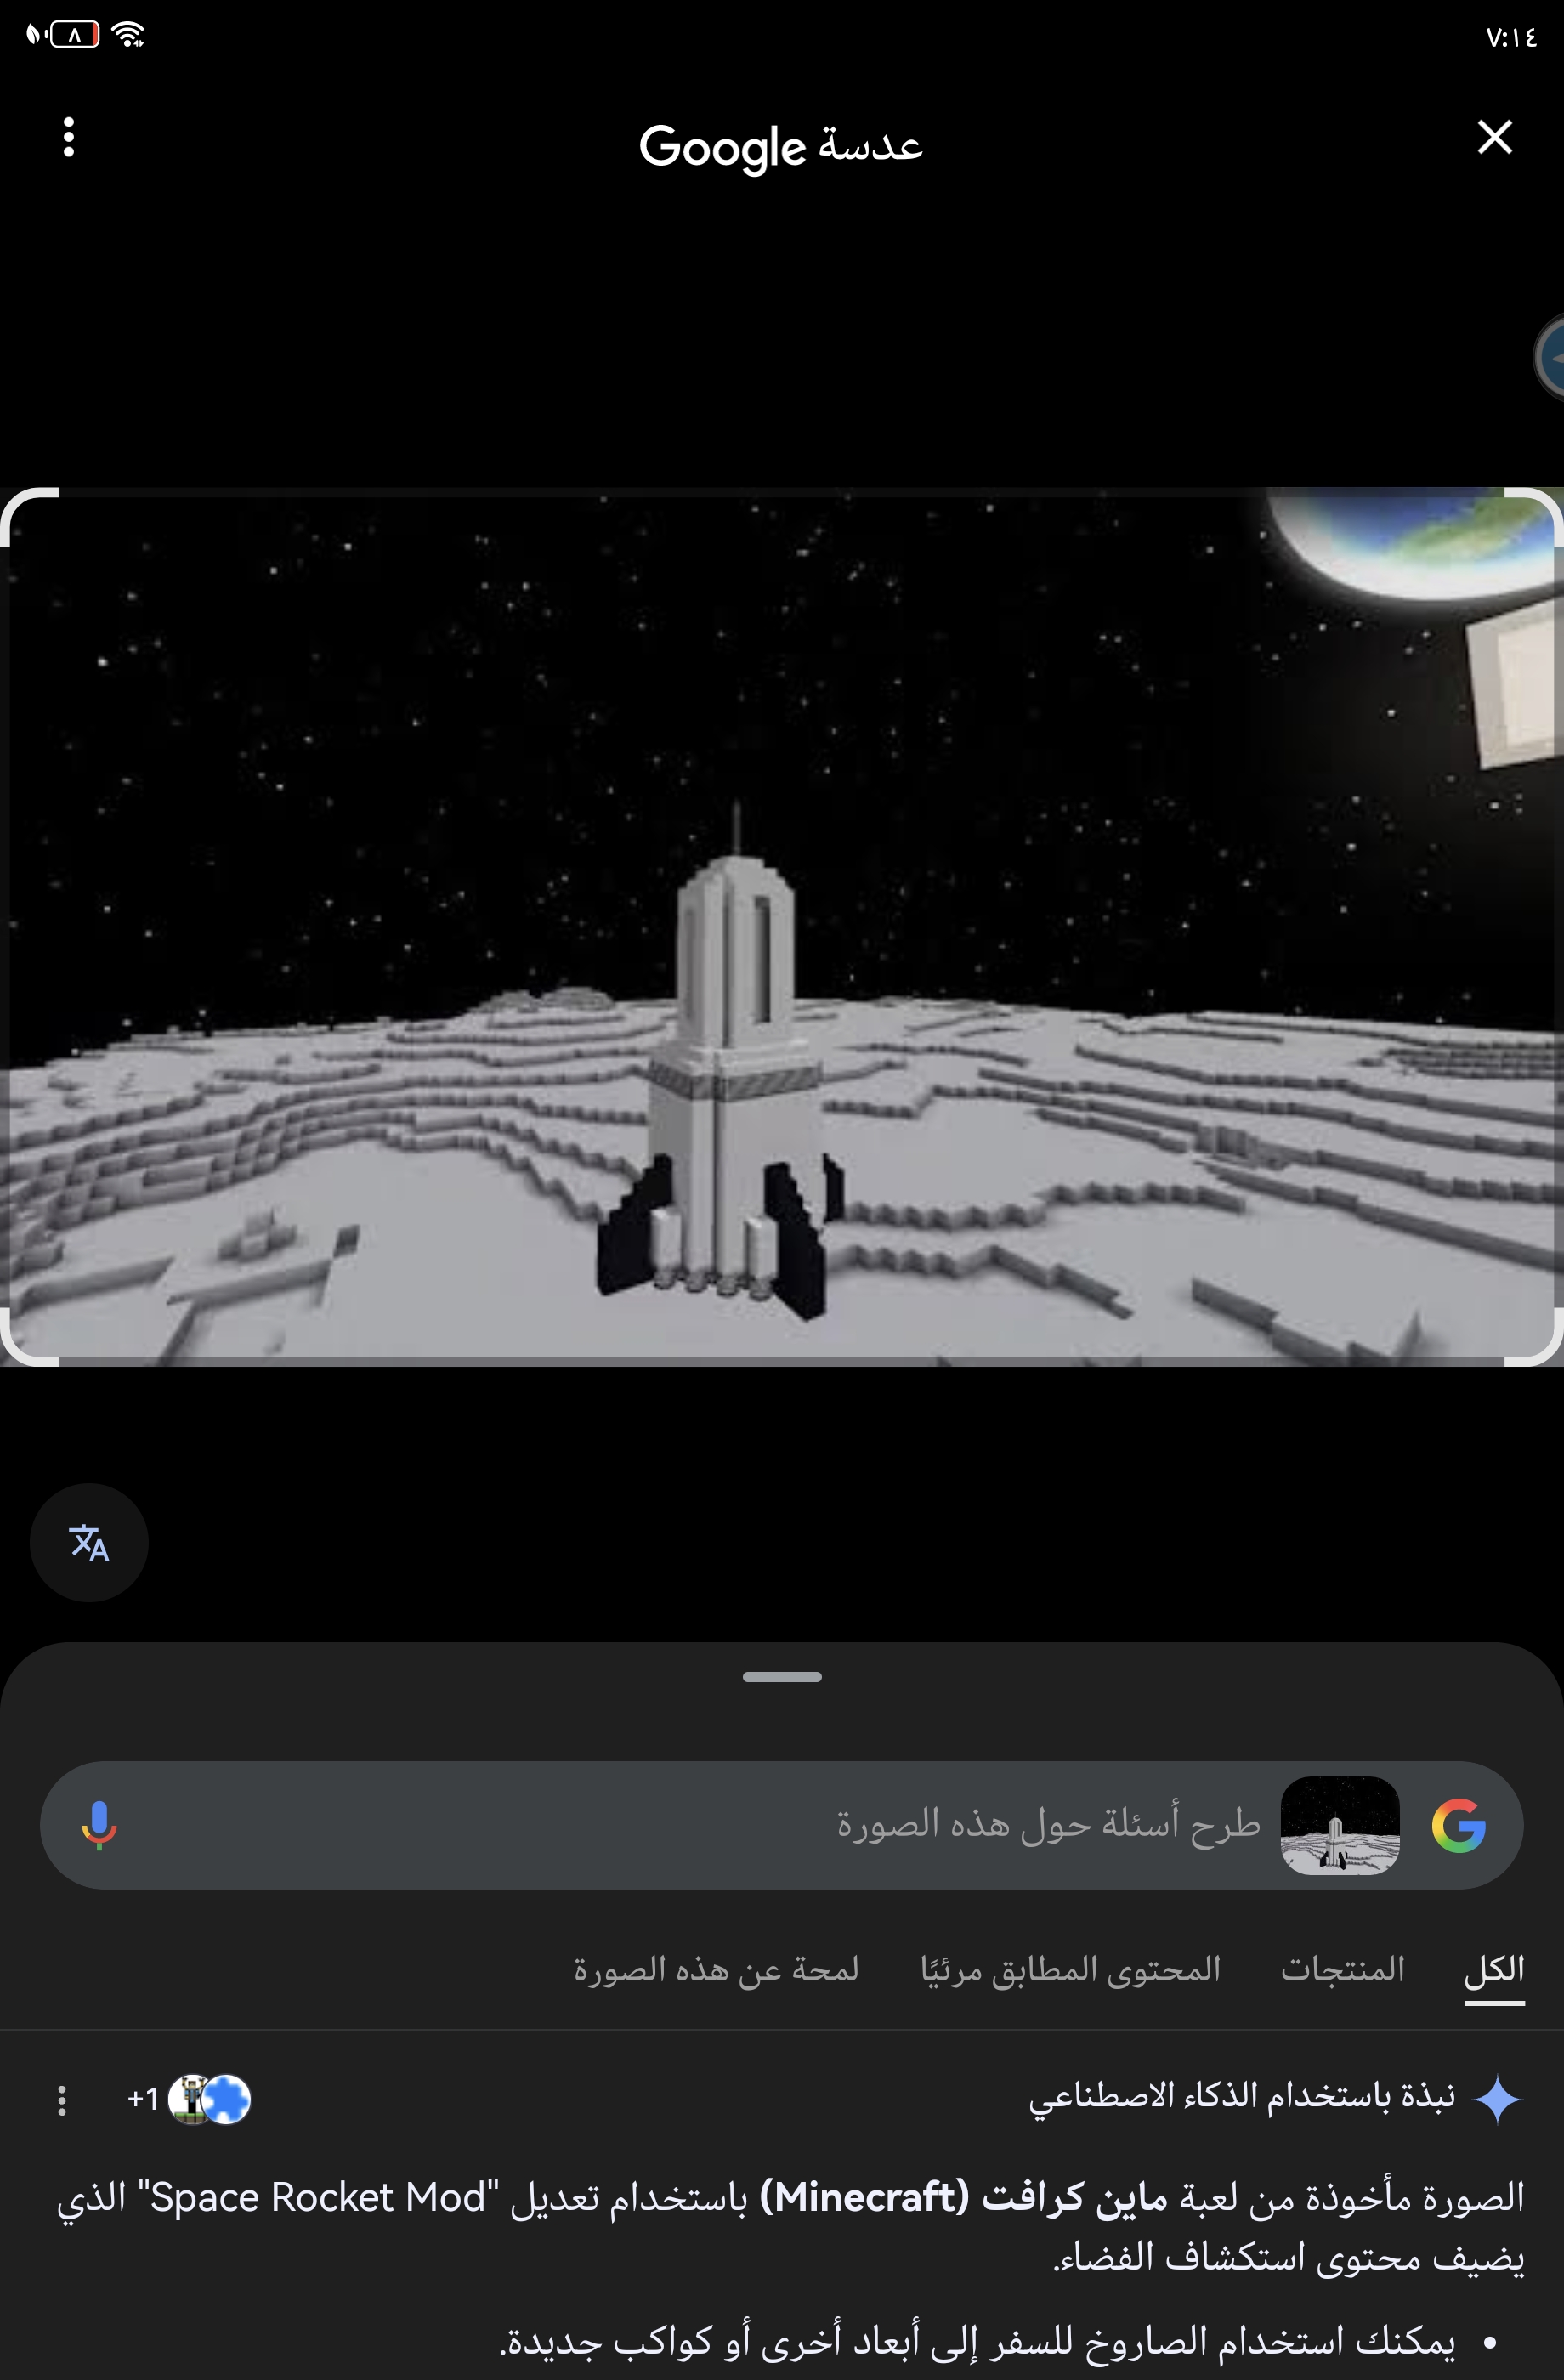 ٧:١٤
٨
عدسة Google
طرح أسئلة حول هذه الصورة
الكل
المنتجات
المحتوى المطابق مرئيًا
لمحة عن هذه الصورة
نبذة باستخدام الذكاء الاصطناعي
+1
الصورة مأخوذة من لعبة ماين كرافت (Minecraft) باستخدام تعديل "Space Rocket Mod" الذي
يضيف محتوى استكشاف الفضاء.
• يمكنك استخدام الصاروخ للسفر إلى أبعاد أخرى أو كواكب جديدة.